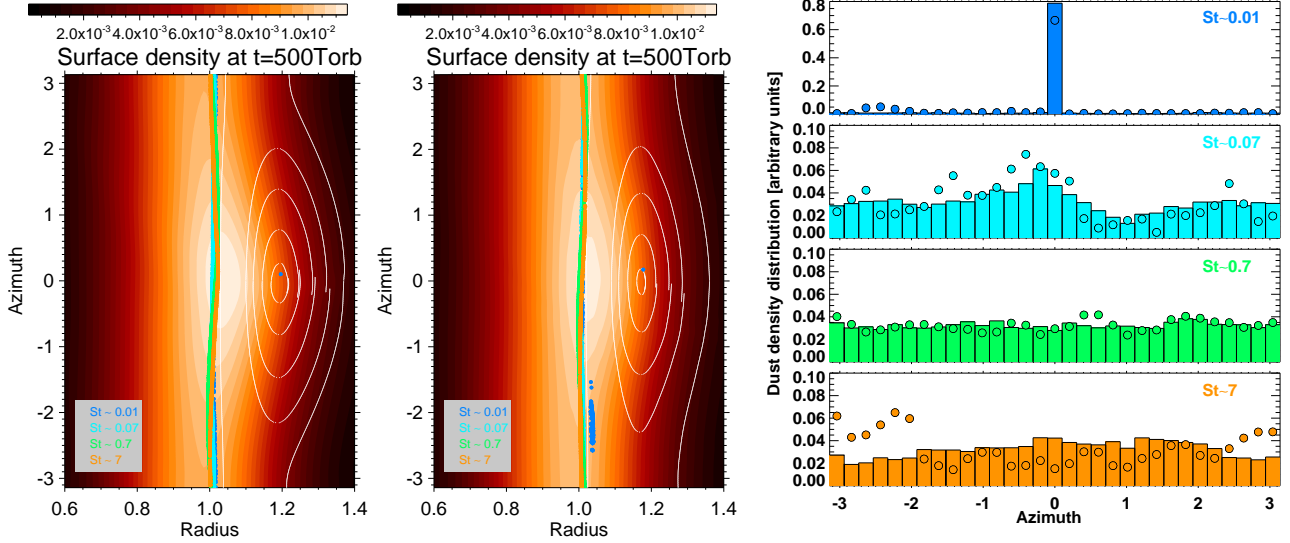 2.0x10-3 4.0x10-3 6.0x10-3 8.0x10-3 1.0x10-2
Surface density at t=500Torb
3
2
1
0
-1
-2
-3
Azimuth
St ~ 0.01
St ~ 0.07
St ~ 0.7
St ~ 7
0.6 0.8 1.0 1.200 1.4
Radius
2.0x10-3 4.0x10-3 6.0x10-3 8.0x10-3 1.0x10-2
Surface density at t=500Torb
3
2
1
0
-1
-2
-3
Azimuth
St ~ 0.01
St ~ 0.07
St ~ 0.7
St ~ 7
0.6 0.8 1.0 1.200 1.4
Radius
Dust density distribution [arbitrary units]
0.8
0.6
0.4
0.2
0.0
St~0.01
0.10
0.08
0.06
0.04
0.02
0.00
St~0.07
0.10
0.08
0.06
0.04
0.02
0.00
St~0.7
0.10
0.08
0.06
0.04
0.02
0.00
St~7
-3 -2 -1 0 1 2 3
Azimuth